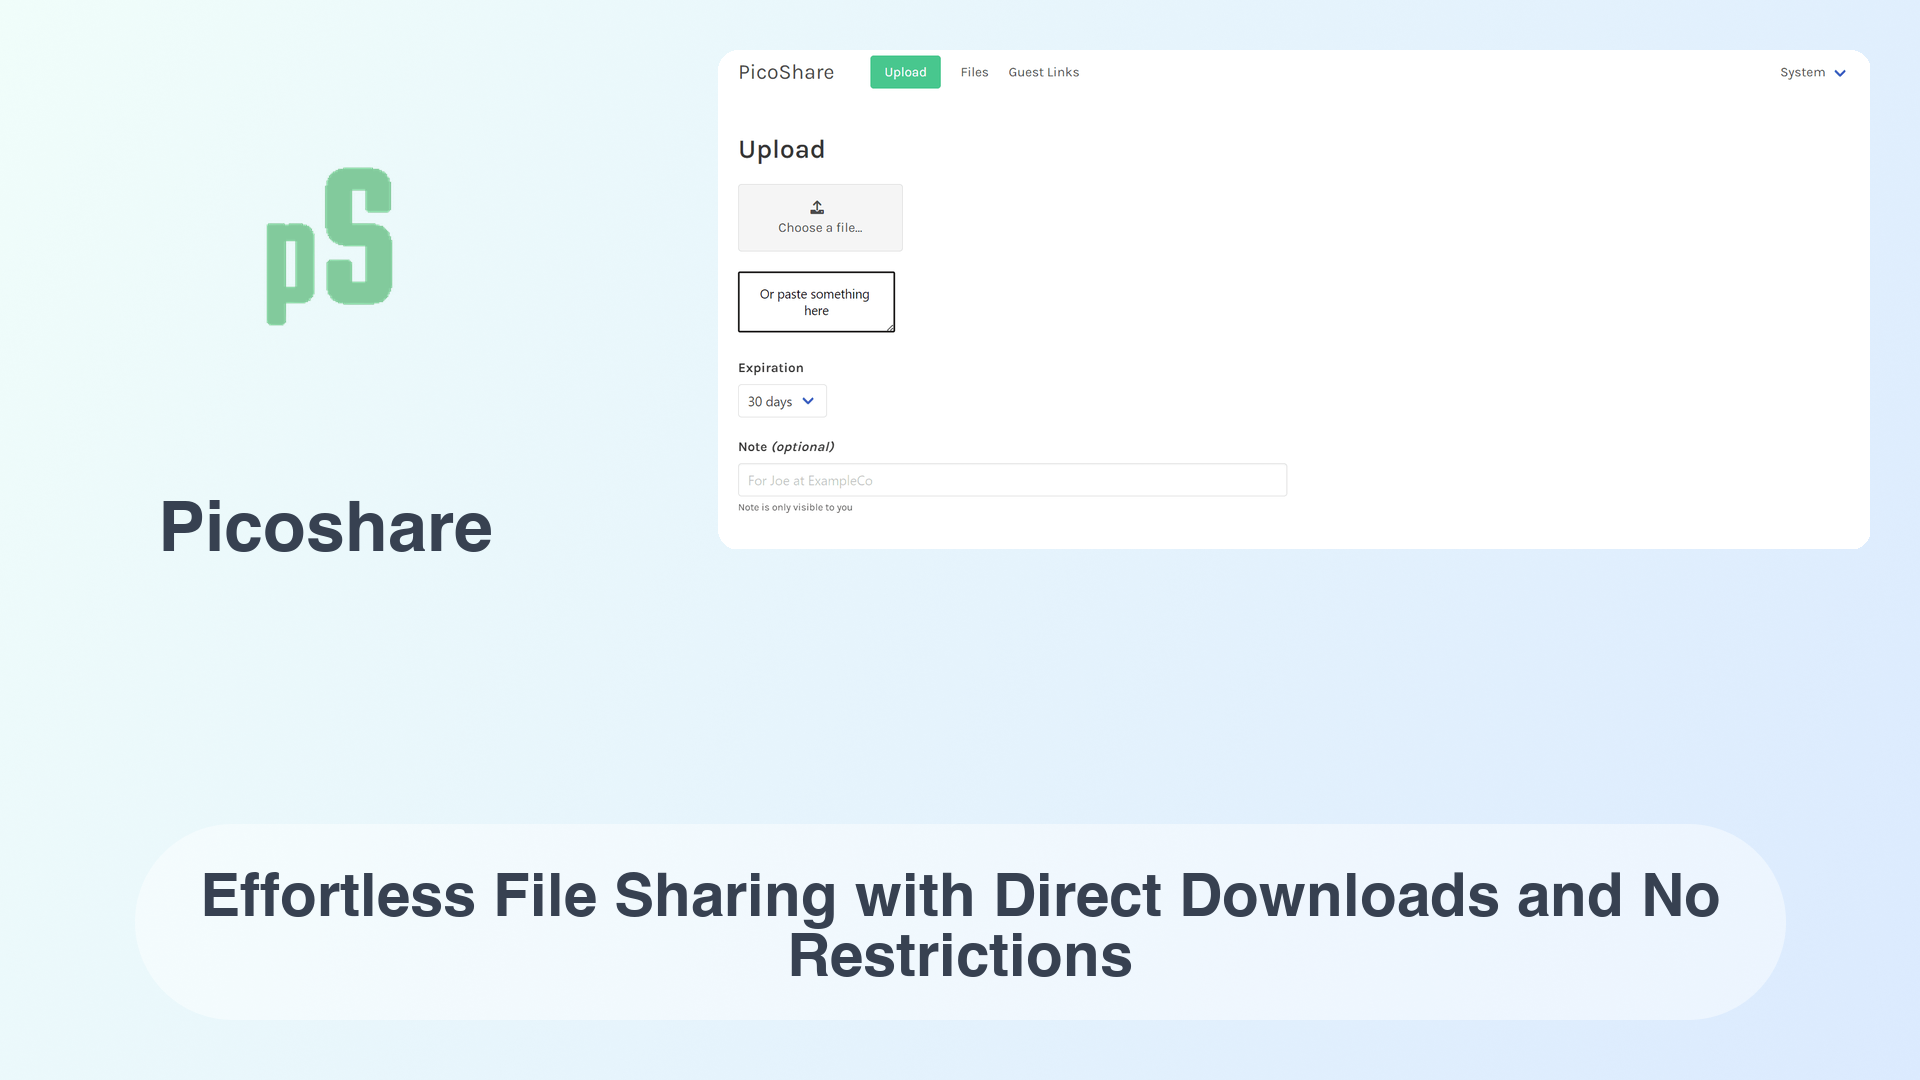 pS
Picoshare
PicoShare Upload Files Guest Links System
Upload
Choose a file...
Or paste something
here
Expiration
30 days
Note (optional)
For Joe at ExampleCo
Note is only visible to you
Effortless File Sharing with Direct Downloads and No
Restrictions